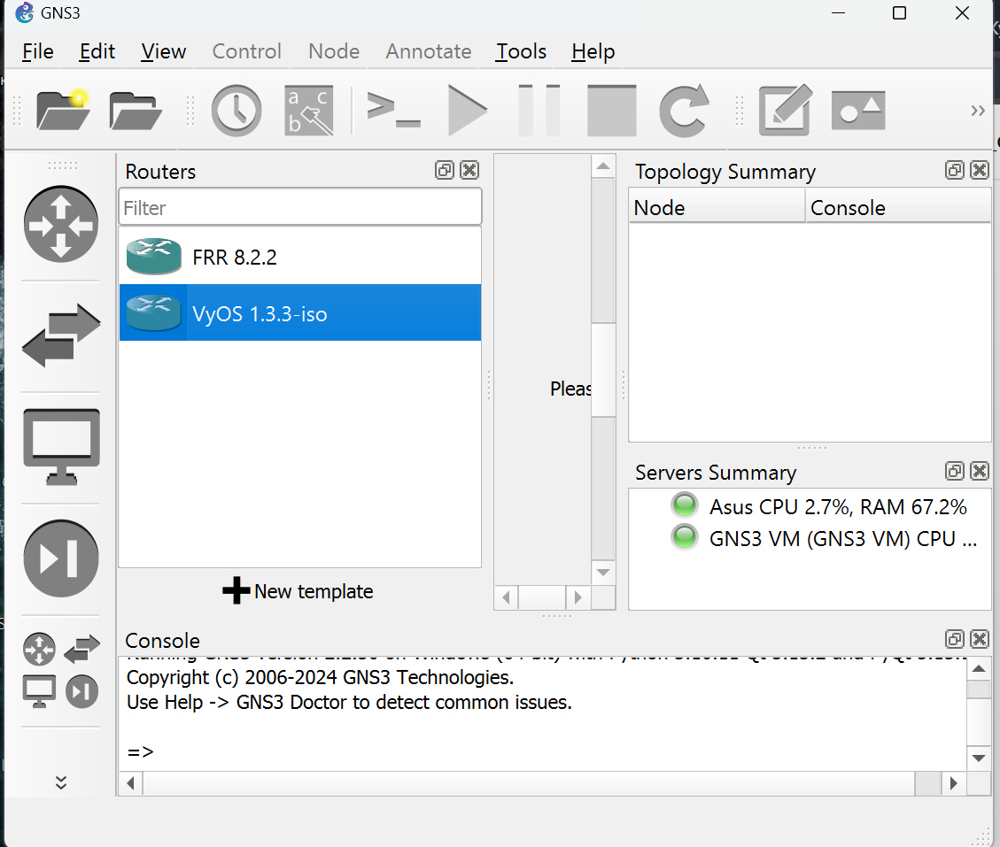 GNS3
File Edit View Control Node Annotate Tools Help
a c
b
Routers
Filter
FRR 8.2.2
VyOS 1.3.3-iso
New template
Pleas
Topology Summary
Node Console
Servers Summary
Asus CPU 2.7%, RAM 67.2%
GNS3 VM (GNS3 VM) CPU ...
Console
Copyright (c) 2006-2024 GNS3 Technologies.
Use Help -> GNS3 Doctor to detect common issues.
=>